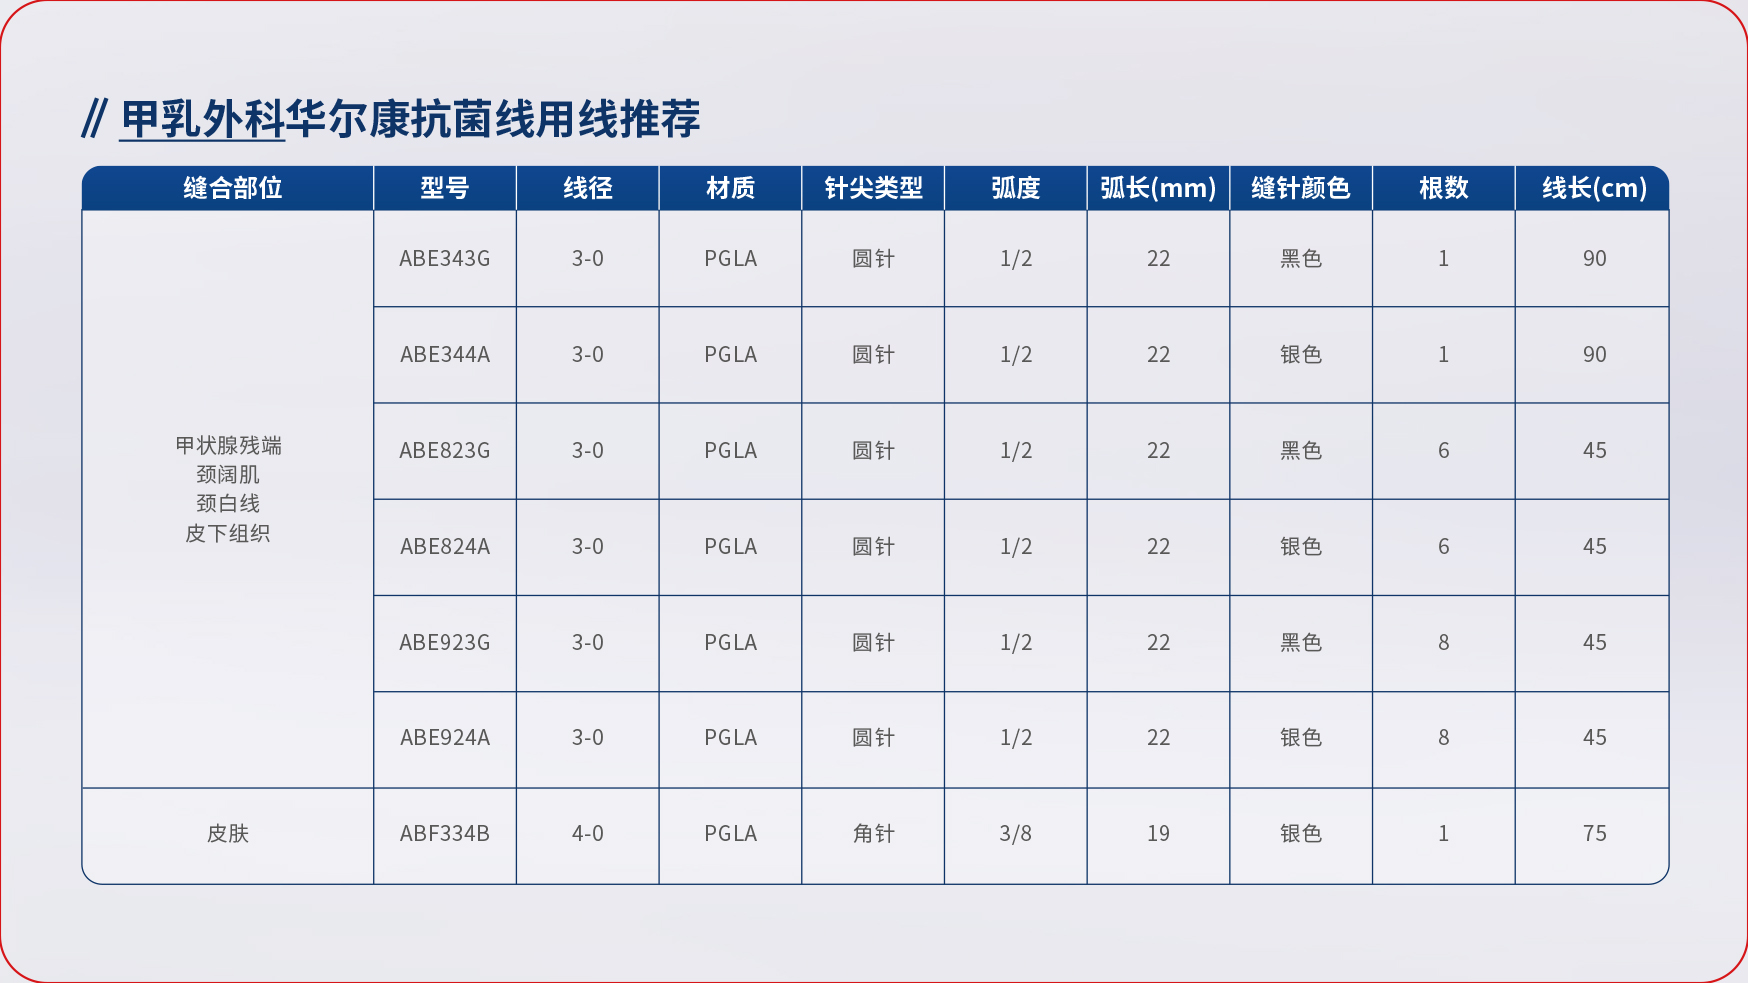 甲乳外科华尔康抗菌线用线推荐
缝合部位 型号 线径 材质 针尖类型 弧度 弧长(mm) 缝针颜色 根数 线长(cm)
甲状腺残端
颈阔肌
颈白线
皮下组织
ABE343G 3-0 PGLA 圆针 1/2 22 黑色 1 90
ABE344A 3-0 PGLA 圆针 1/2 22 银色 1 90
ABE823G 3-0 PGLA 圆针 1/2 22 黑色 6 45
ABE824A 3-0 PGLA 圆针 1/2 22 银色 6 45
ABE923G 3-0 PGLA 圆针 1/2 22 黑色 8 45
ABE924A 3-0 PGLA 圆针 1/2 22 银色 8 45
皮肤 ABF334B 4-0 PGLA 角针 3/8 19 银色 1 75